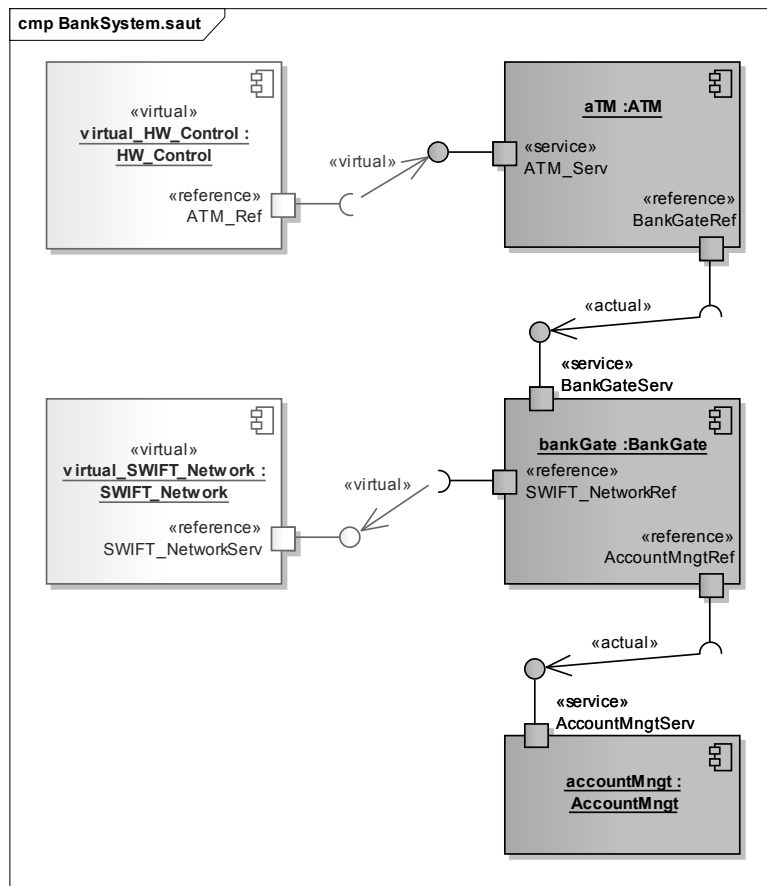 cmp BankSystem.saut
«virtual»
virtual_HW_Control :
HW_Control
«reference»
ATM_Ref
«virtual»
aTM :ATM
«service»
ATM_Serv
«reference»
BankGateRef
«actual»
«service»
BankGateServ
«virtual»
virtual_SWIFT_Network :
SWIFT_Network
«reference»
SWIFT_NetworkServ
«virtual»
bankGate :BankGate
«reference»
SWIFT_NetworkRef
«reference»
AccountMngtRef
«actual»
«service»
AccountMngtServ
accountMngt :
AccountMngt